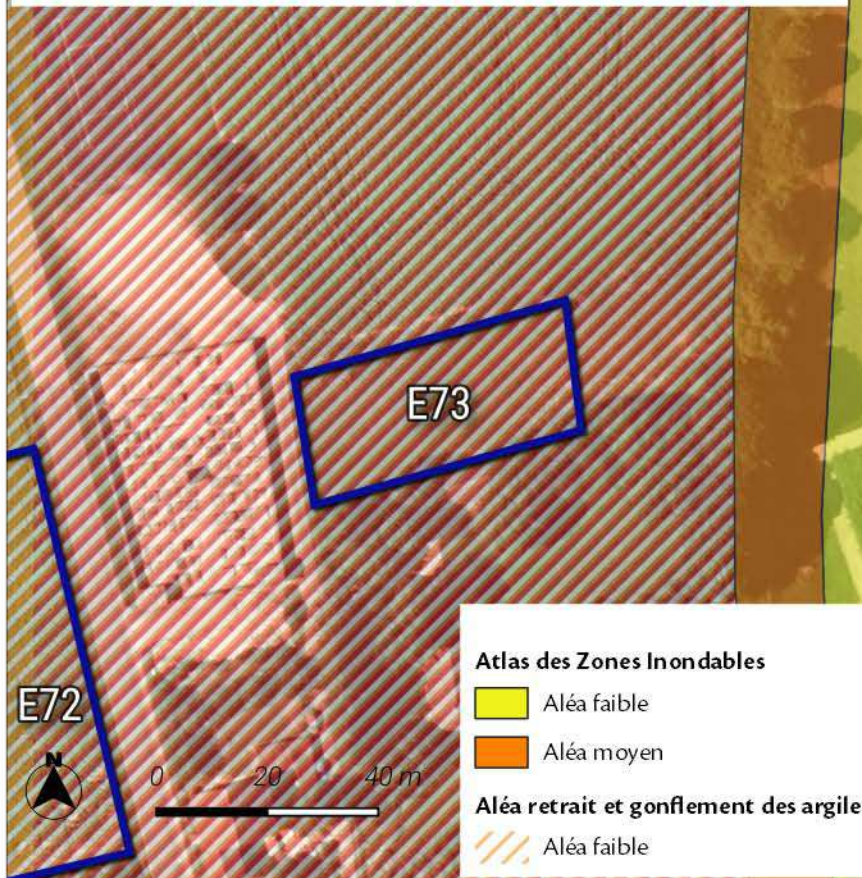 E73
E72
N
0 20 40 m
Atlas des Zones Inondables
Aléa faible
Aléa moyen
Aléa retrait et gonflement des argile
Aléa faible